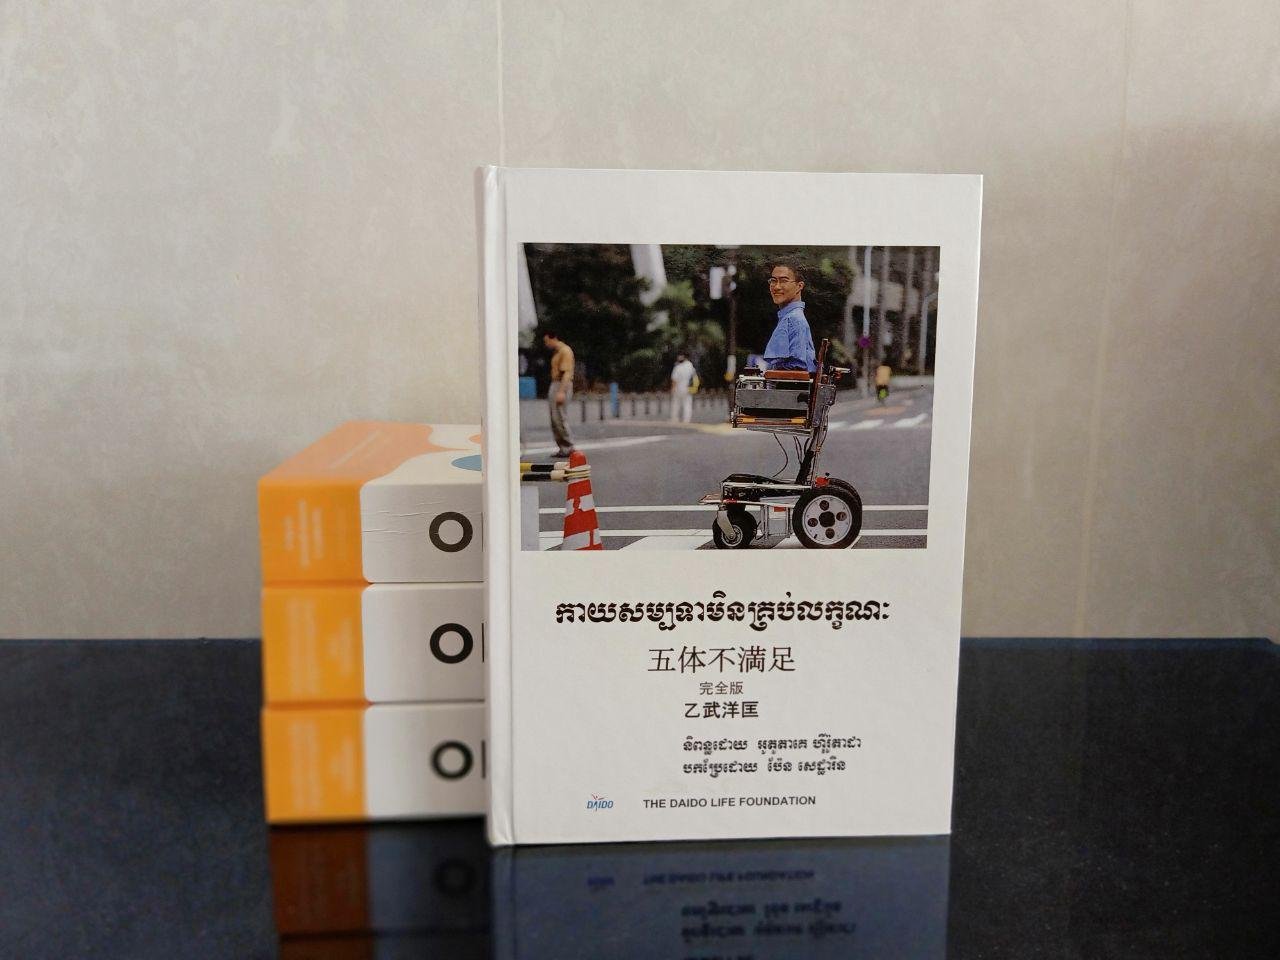 កាយសម្បទាមិនគ្រប់លក្ខណៈ
五体不満足
完全版
乙武洋匡
និពន្ធដោយ អូតូតាកេ ហ៊ីរ៉ូតាដា
បកប្រែដោយ ប៉ែន សេដ្ឋារិន
DAIDO THE DAIDO LIFE FOUNDATION